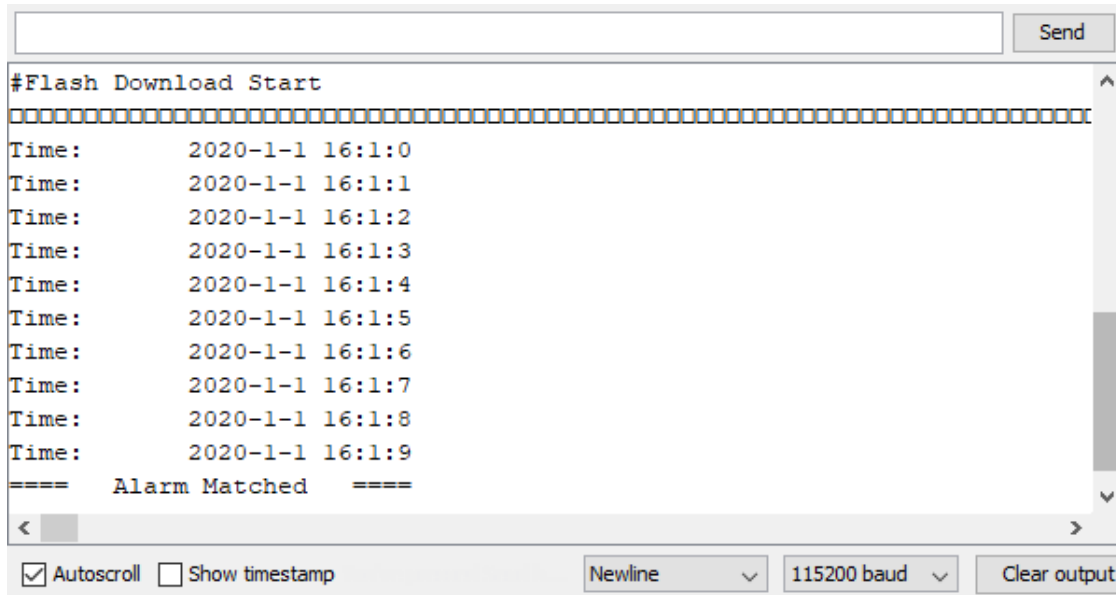 Send
#Flash Download Start
Time: 2020-1-1 16:1:0
Time: 2020-1-1 16:1:1
Time: 2020-1-1 16:1:2
Time: 2020-1-1 16:1:3
Time: 2020-1-1 16:1:4
Time: 2020-1-1 16:1:5
Time: 2020-1-1 16:1:6
Time: 2020-1-1 16:1:7
Time: 2020-1-1 16:1:8
Time: 2020-1-1 16:1:9
==== Alarm Matched ====
Autoscroll Show timestamp Newline 115200 baud Clear output